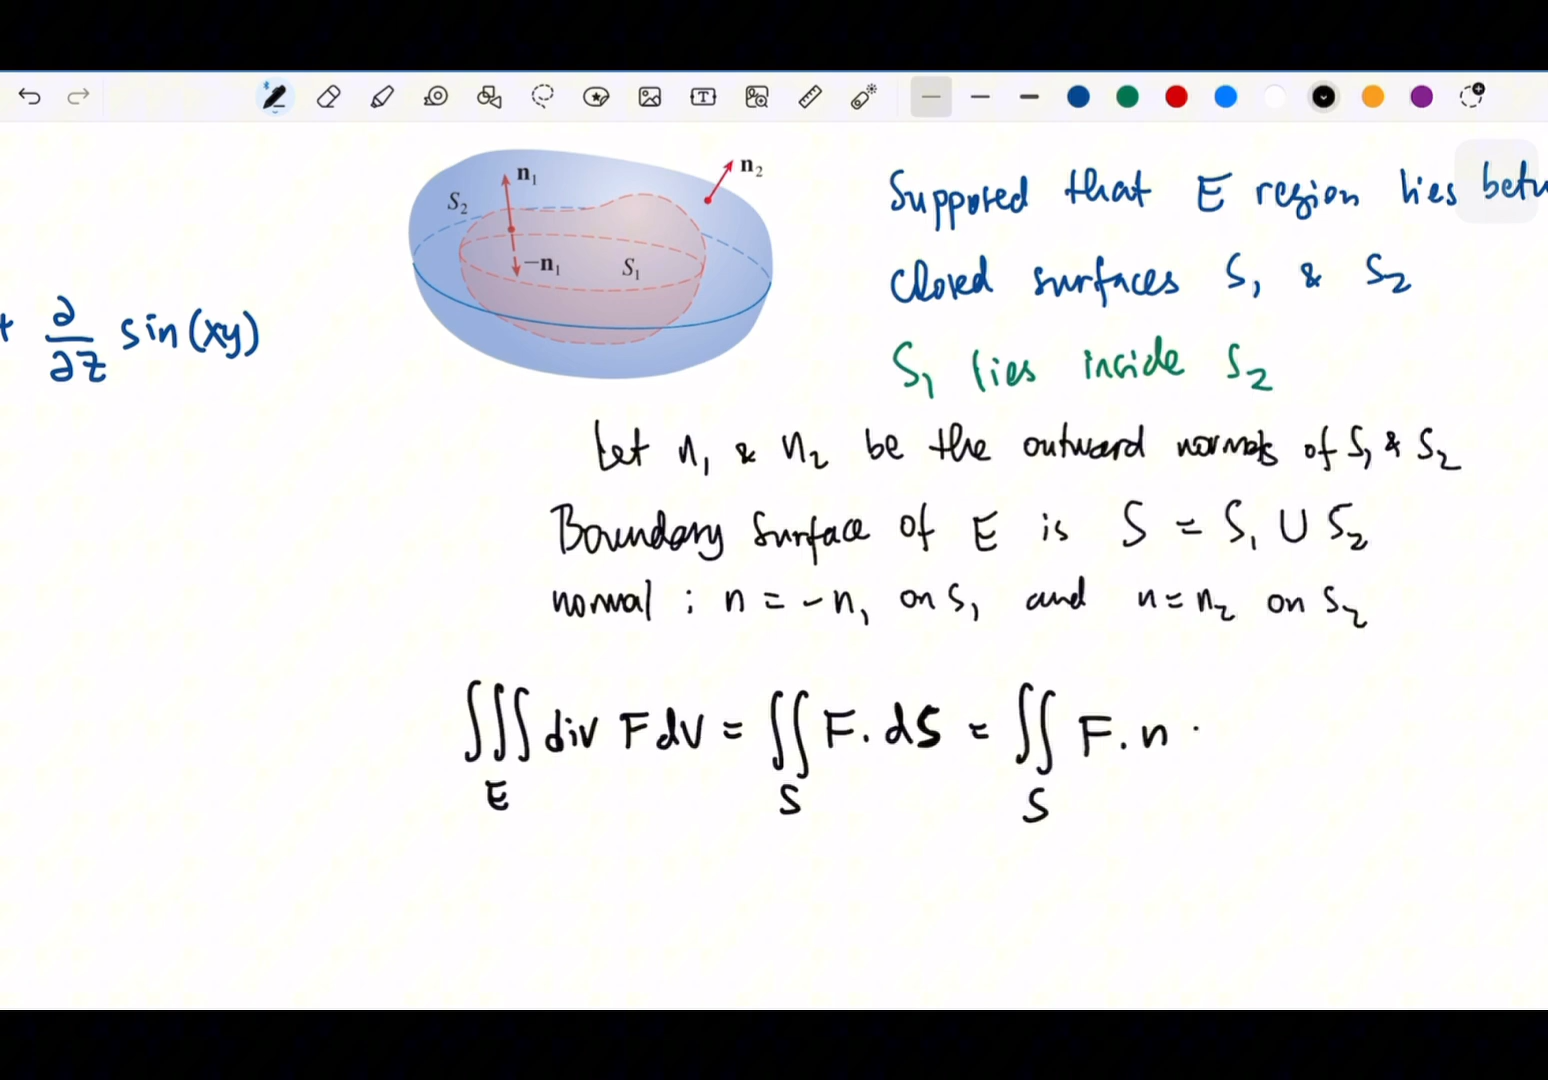 n₁
n₂
S₂
−n₁
S₁
+ ∂/∂z sin(xy)
Supposed that E region lies betw
closed surfaces S₁ & S₂
S₁ lies inside S₂
Let n₁ & n₂ be the outward normals of S₁ & S₂
Boundary surface of E is S = S₁ ∪ S₂
normal : n = −n₁ on S₁ and n = n₂ on S₂
∭_E div F dV = ∬_S F · dS = ∬_S F · n ·